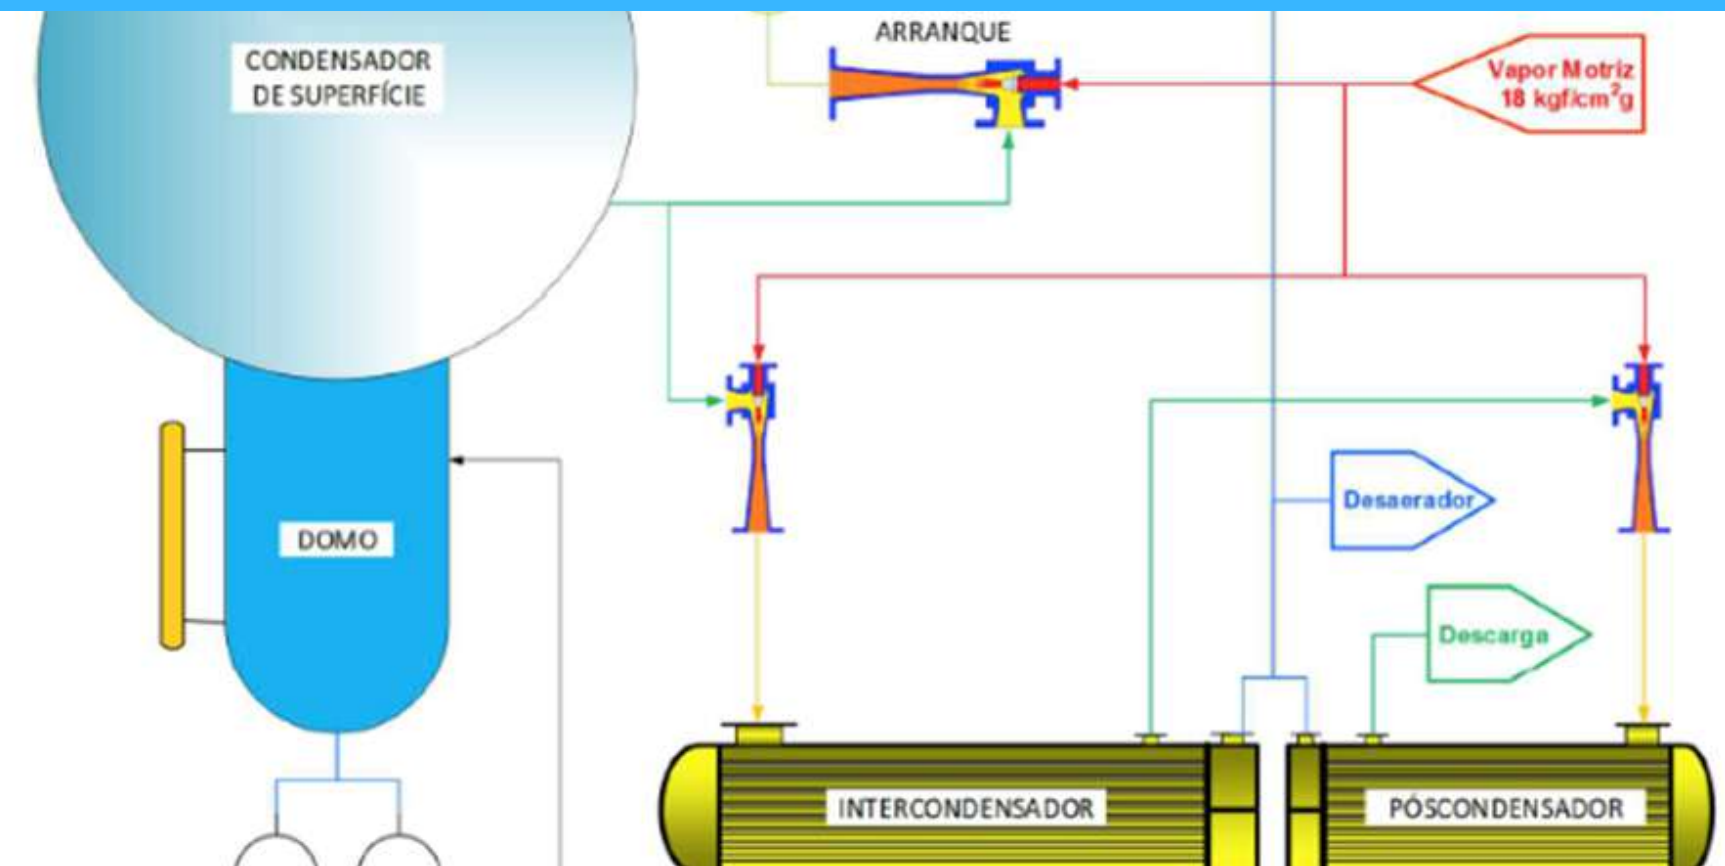 ARRANQUE
CONDENSADOR
DE SUPERFÍCIE
Vapor Motriz
18 kgf/cm²g
Desaerador
DOMO
Descarga
INTERCONDENSADOR
PÓSCONDENSADOR